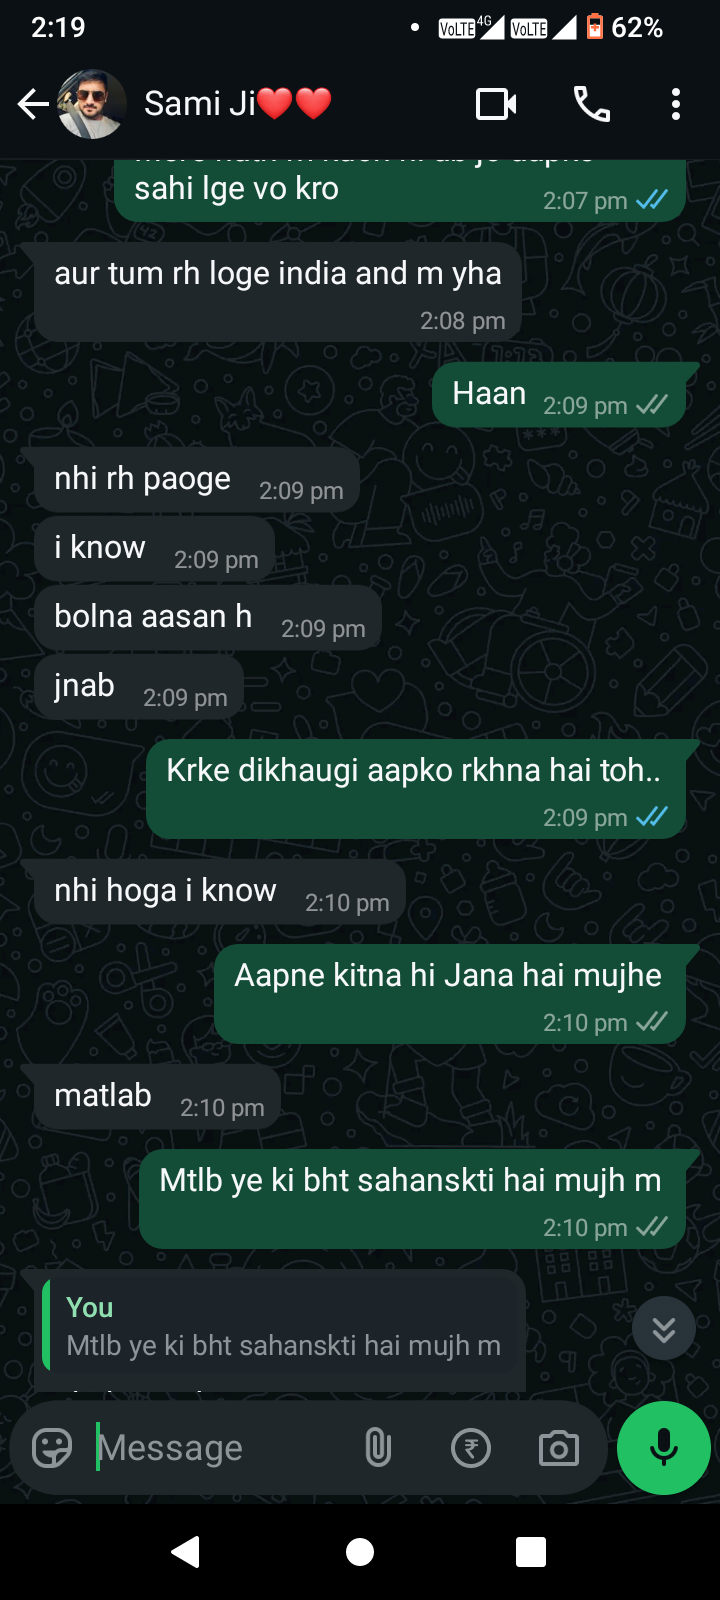 2:19
VoLTE 4G VoLTE 62%
Sami Ji❤️❤️
sahi lge vo kro
2:07 pm
aur tum rh loge india and m yha
2:08 pm
Haan 2:09 pm
nhi rh paoge 2:09 pm
i know 2:09 pm
bolna aasan h 2:09 pm
jnab 2:09 pm
Krke dikhaugi aapko rkhna hai toh..
2:09 pm
nhi hoga i know 2:10 pm
Aapne kitna hi Jana hai mujhe
2:10 pm
matlab 2:10 pm
Mtlb ye ki bht sahanskti hai mujh m
2:10 pm
You
Mtlb ye ki bht sahanskti hai mujh m
Message